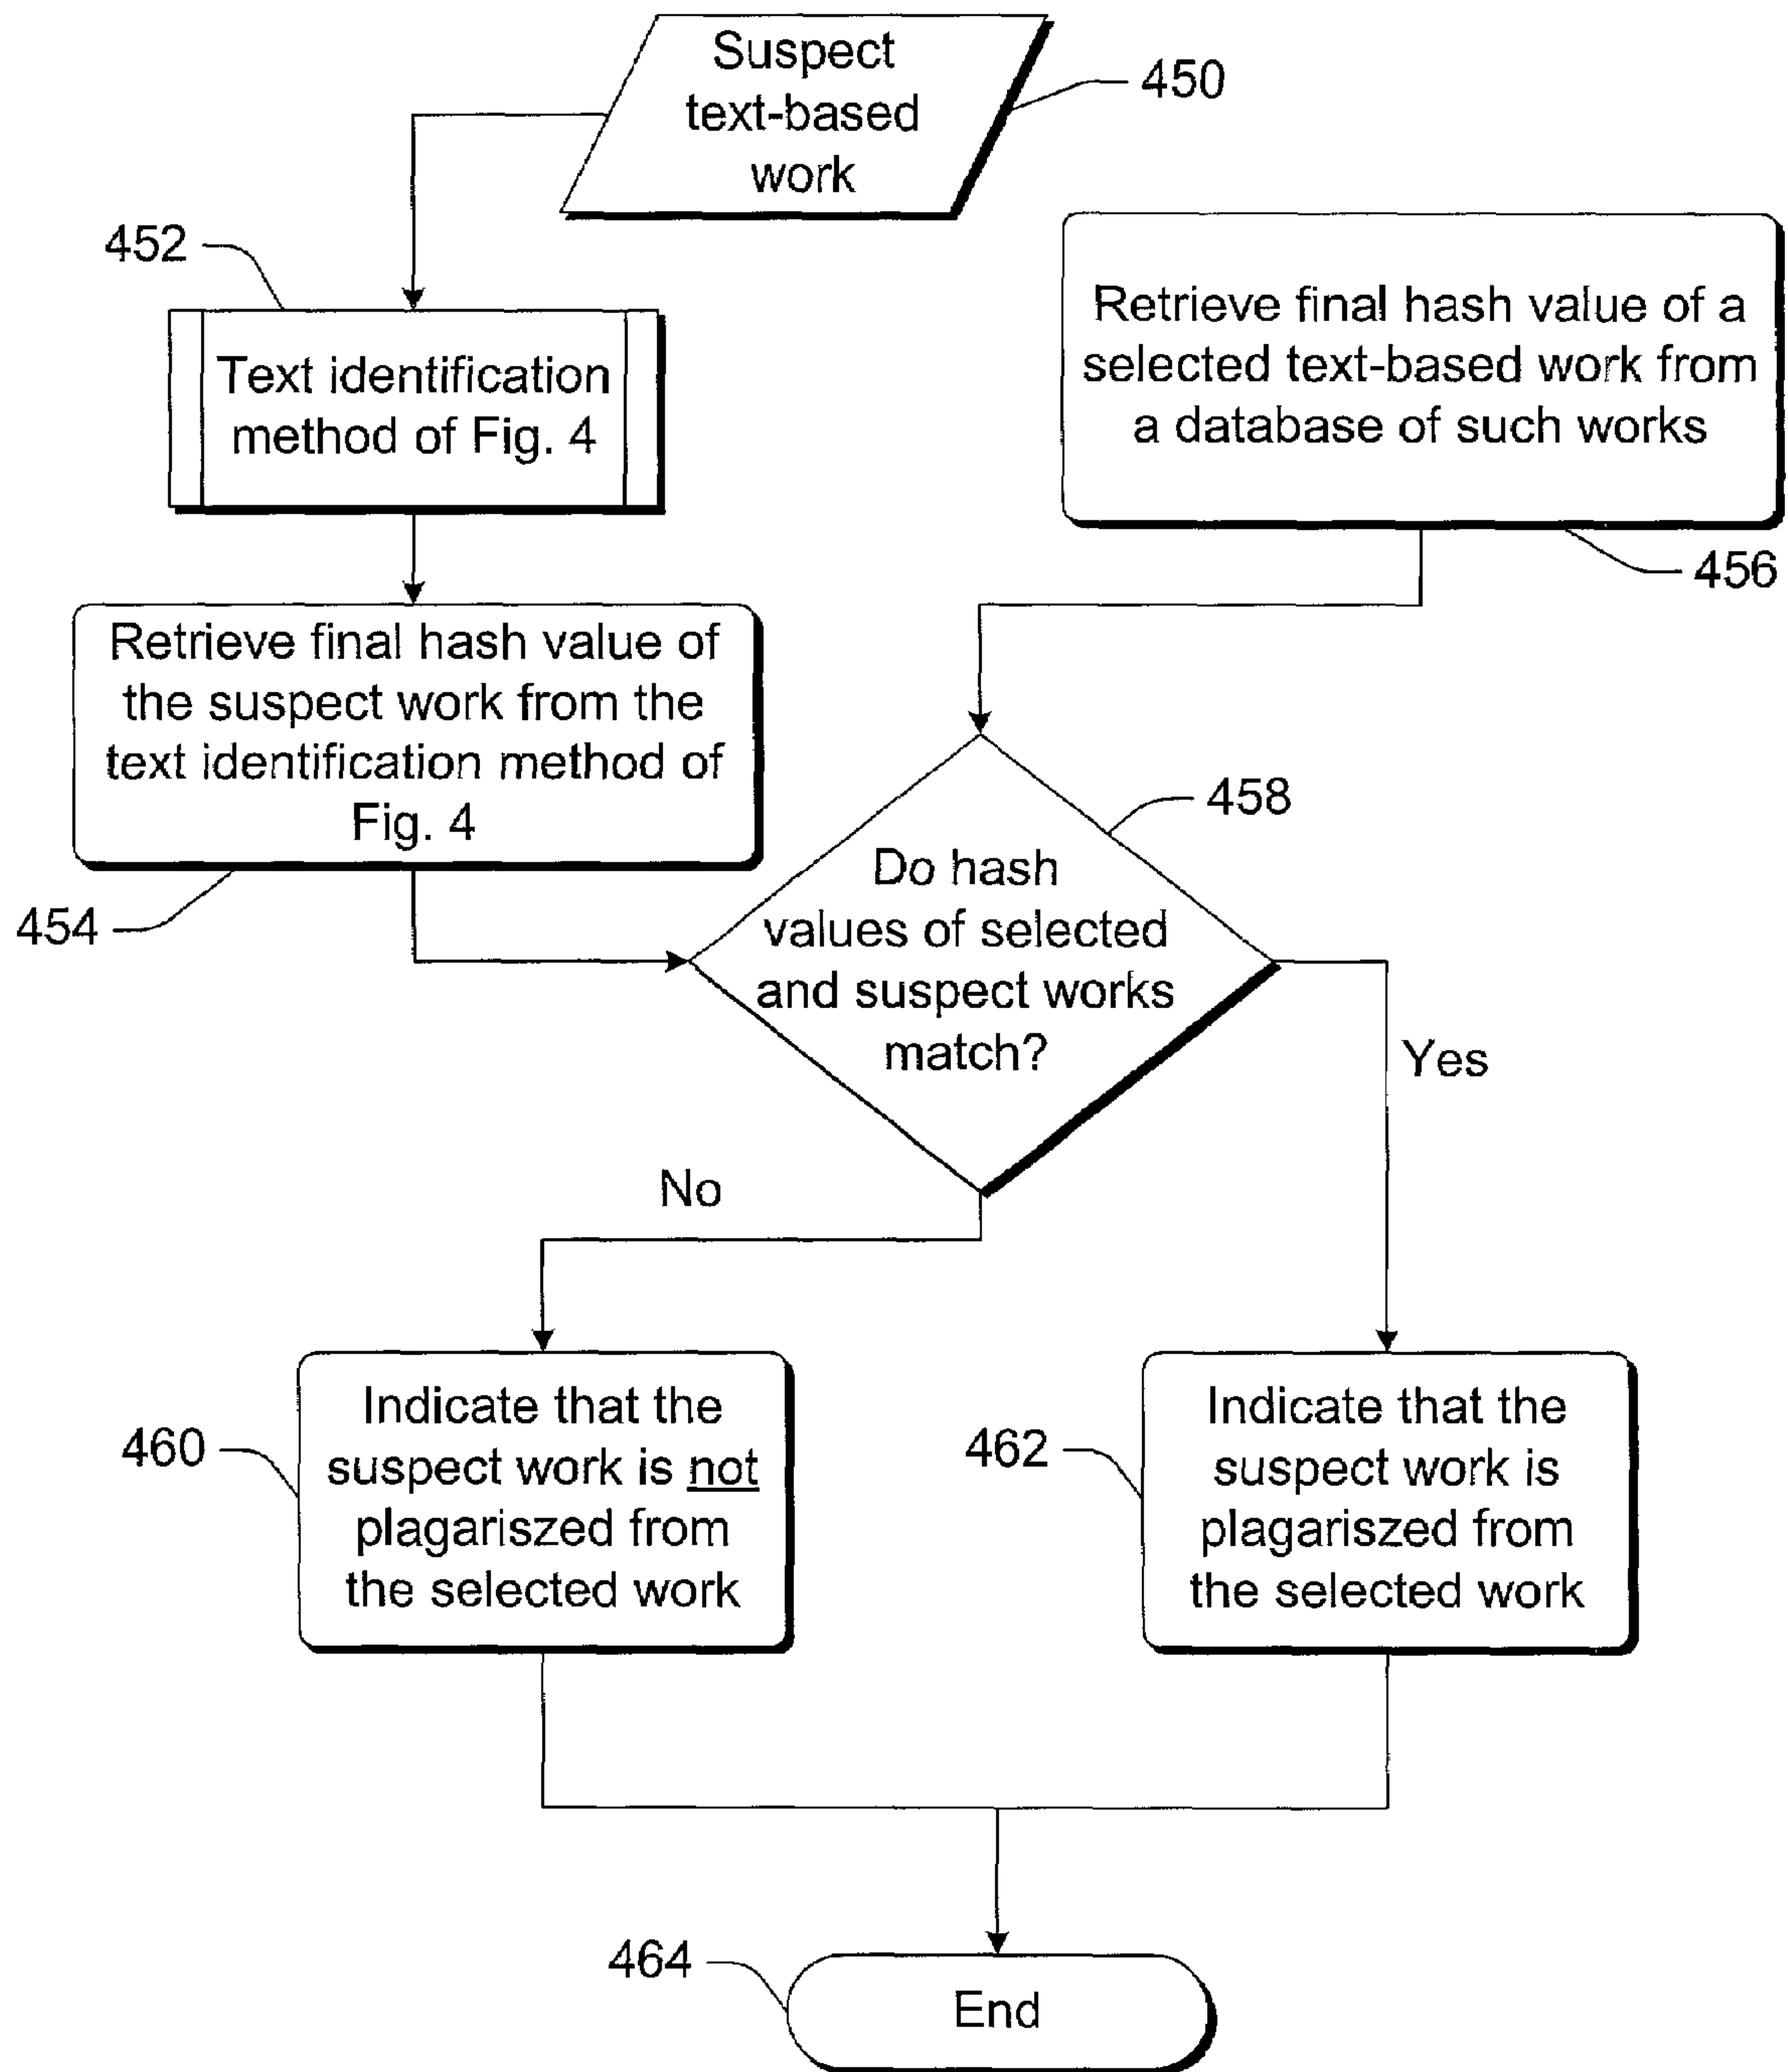 Suspect
text-based
work
450
452
Text identification
method of Fig. 4
Retrieve final hash value of a
selected text-based work from
a database of such works
456
Retrieve final hash value of
the suspect work from the
text identification method of
Fig. 4
454
458
Do hash
values of selected
and suspect works
match?
Yes
No
460
Indicate that the
suspect work is not
plagariszed from
the selected work
462
Indicate that the
suspect work is
plagariszed from
the selected work
464
End